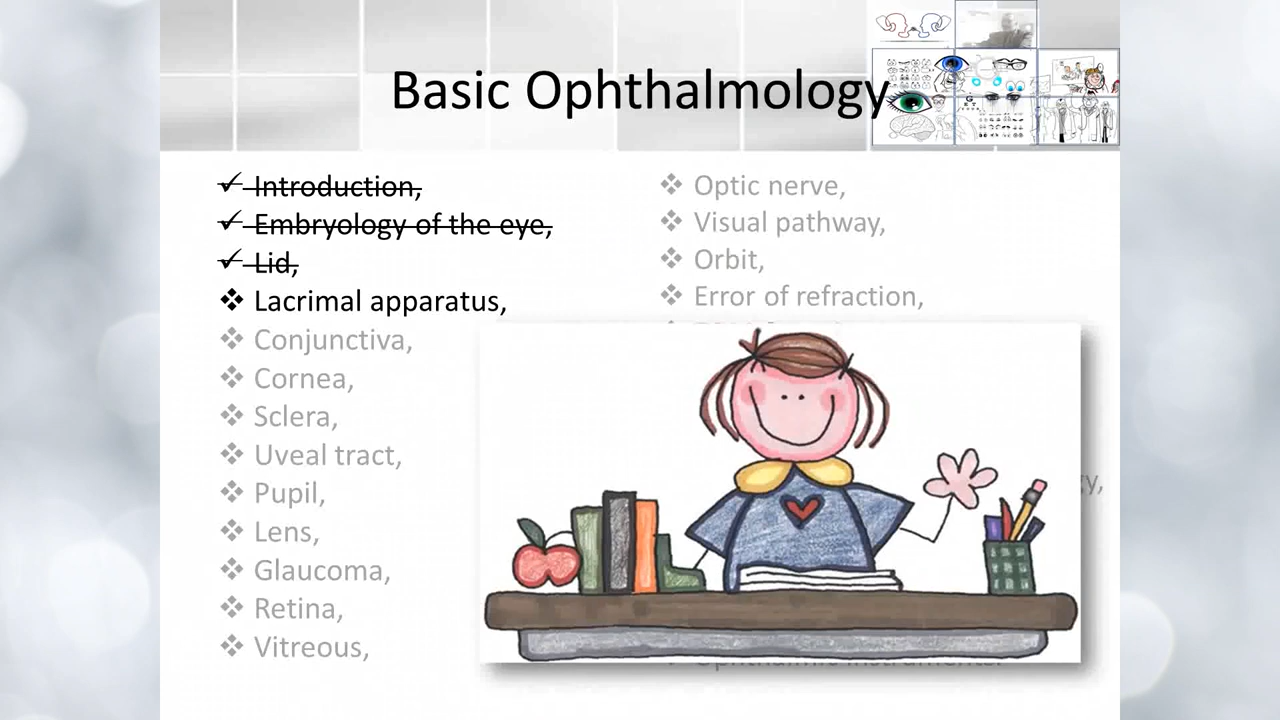 Basic Ophthalmology
Introduction,
Embryology of the eye,
Lid,
Lacrimal apparatus,
Conjunctiva,
Cornea,
Sclera,
Uveal tract,
Pupil,
Lens,
Glaucoma,
Retina,
Vitreous,
Optic nerve,
Visual pathway,
Orbit,
Error of refraction,